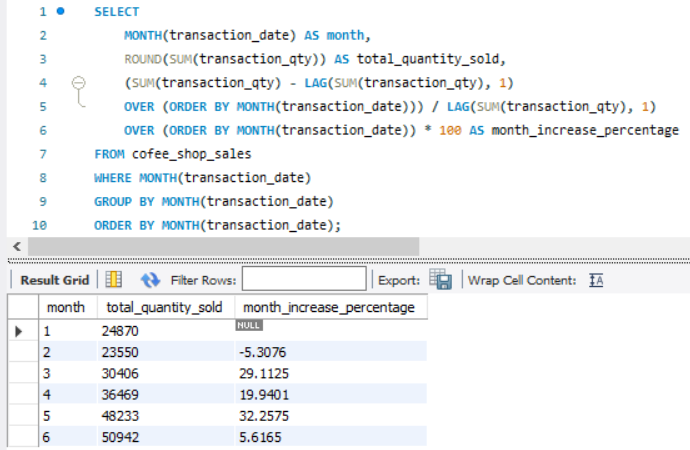 1 SELECT
2 MONTH(transaction_date) AS month,
3 ROUND(SUM(transaction_qty)) AS total_quantity_sold,
4 (SUM(transaction_qty) - LAG(SUM(transaction_qty), 1)
5 OVER (ORDER BY MONTH(transaction_date))) / LAG(SUM(transaction_qty), 1)
6 OVER (ORDER BY MONTH(transaction_date)) * 100 AS month_increase_percentage
7 FROM cofee_shop_sales
8 WHERE MONTH(transaction_date)
9 GROUP BY MONTH(transaction_date)
10 ORDER BY MONTH(transaction_date);
Result Grid Filter Rows: Export: Wrap Cell Content: IA
month total_quantity_sold month_increase_percentage
1 24870 NULL
2 23550 -5.3076
3 30406 29.1125
4 36469 19.9401
5 48233 32.2575
6 50942 5.6165